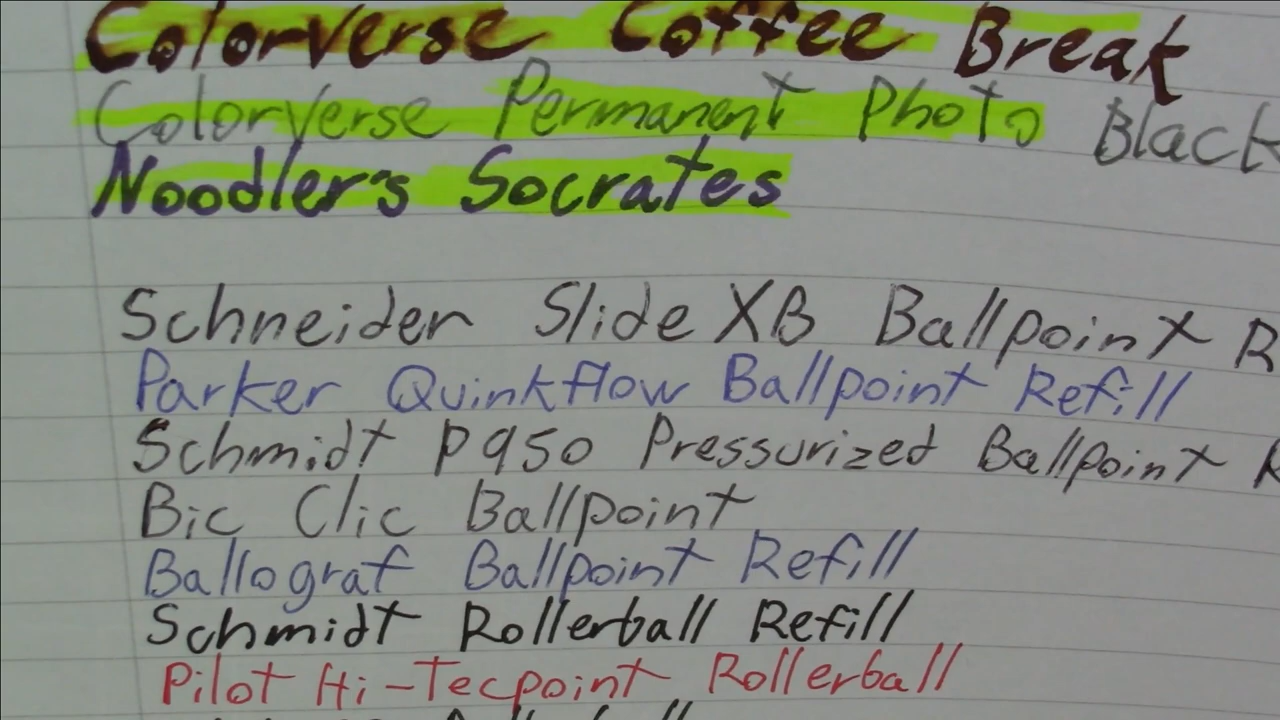 Colorverse Coffee Break
Colorverse Permanent Photo Black
Noodler's Socrates
Schneider Slide XB Ballpoint R
Parker Quinkflow Ballpoint Refill
Schmidt P950 Pressurized Ballpoint R
Bic Clic Ballpoint
Ballograf Ballpoint Refill
Schmidt Rollerball Refill
Pilot Hi-Tecpoint Rollerball